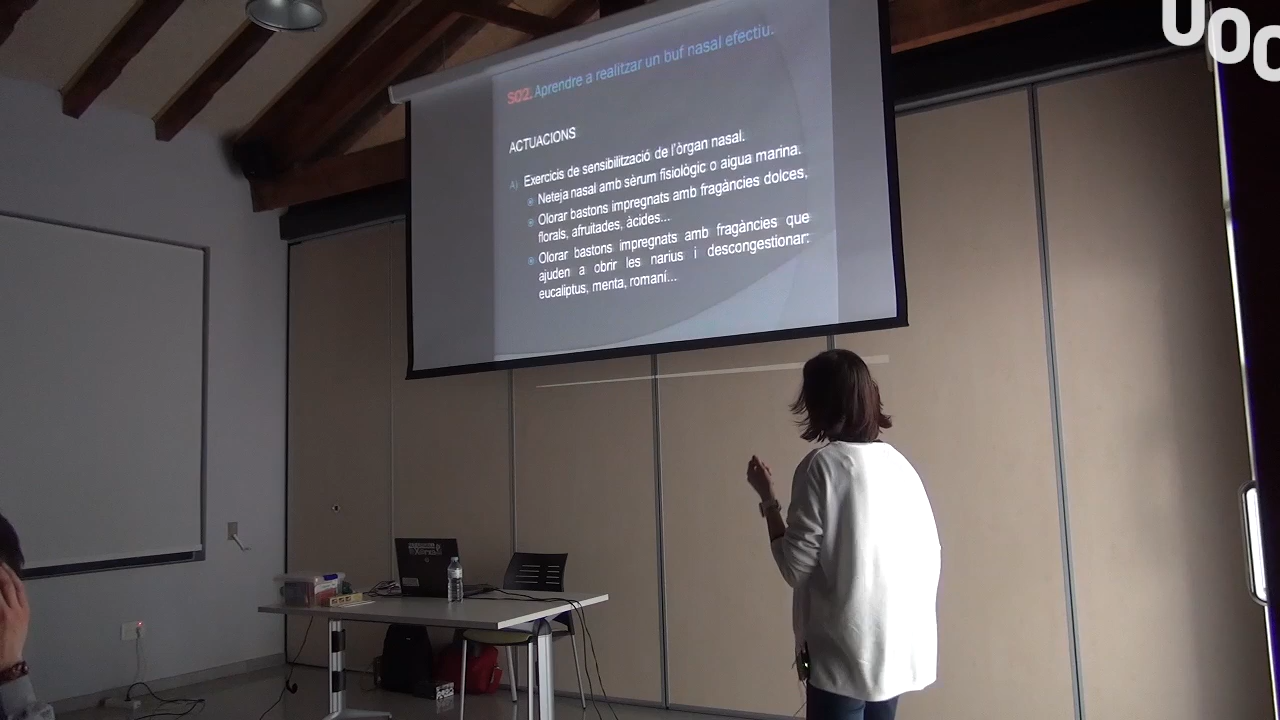 UOC
SO2. Aprendre a realitzar un buf nasal efectiu.
ACTUACIONS
A) Exercicis de sensibilització de l'òrgan nasal.
Neteja nasal amb sèrum fisiològic o aigua marina.
Olorar bastons impregnats amb fragàncies dolces,
florals, afruitades, àcides...
Olorar bastons impregnats amb fragàncies que
ajuden a obrir les narius i descongestionar:
eucaliptus, menta, romaní...